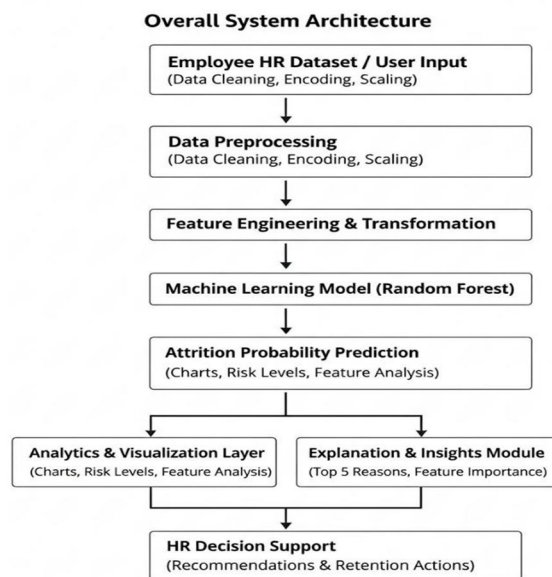 Overall System Architecture
Employee HR Dataset / User Input
(Data Cleaning, Encoding, Scaling)
Data Preprocessing
(Data Cleaning, Encoding, Scaling)
Feature Engineering & Transformation
Machine Learning Model (Random Forest)
Attrition Probability Prediction
(Charts, Risk Levels, Feature Analysis)
Analytics & Visualization Layer
(Charts, Risk Levels, Feature Analysis)
Explanation & Insights Module
(Top 5 Reasons, Feature Importance)
HR Decision Support
(Recommendations & Retention Actions)